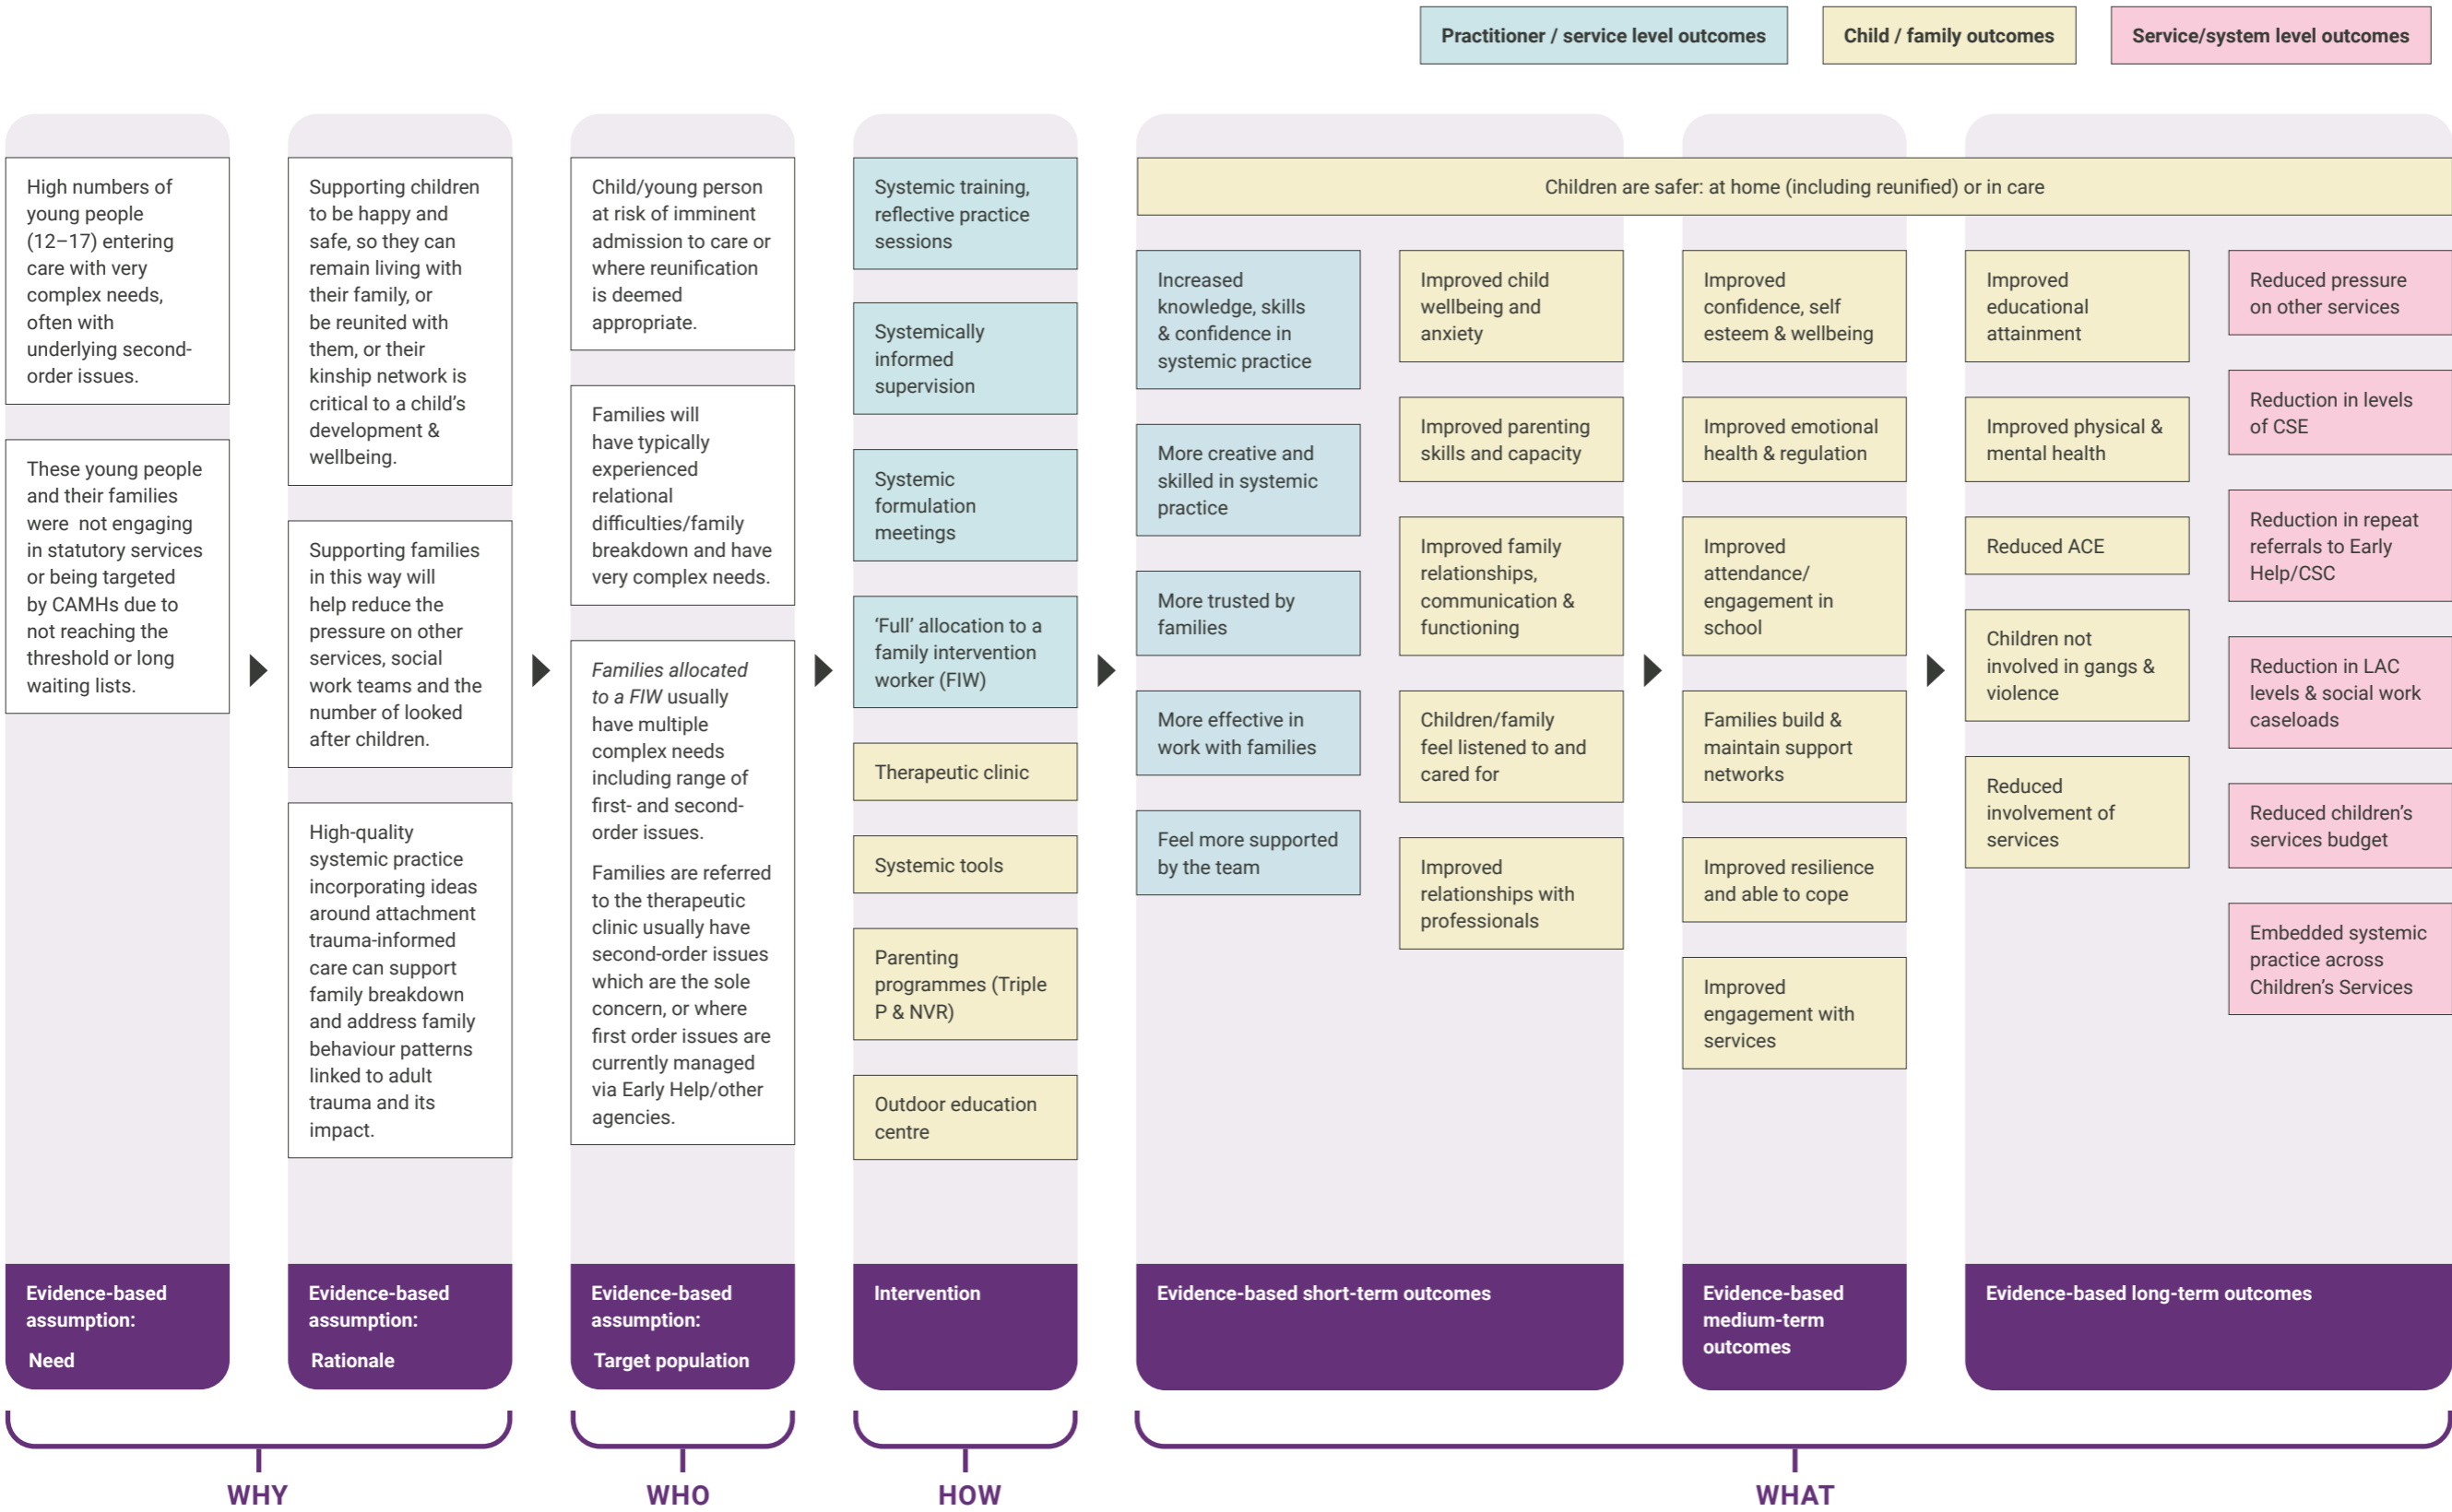 Practitioner / service level outcomes
Child / family outcomes
Service/system level outcomes
High numbers of
young people
(12–17) entering
care with very
complex needs,
often with
underlying second-
order issues.
These young people
and their families
were not engaging
in statutory services
or being targeted
by CAMHs due to
not reaching the
threshold or long
waiting lists.
Evidence-based
assumption:
Need
Supporting children
to be happy and
safe, so they can
remain living with
their family, or
be reunited with
them, or their
kinship network is
critical to a child’s
development &
wellbeing.
Supporting families
in this way will
help reduce the
pressure on other
services, social
work teams and the
number of looked
after children.
High-quality
systemic practice
incorporating ideas
around attachment
trauma-informed
care can support
family breakdown
and address family
behaviour patterns
linked to adult
trauma and its
impact.
Evidence-based
assumption:
Rationale
Child/young person
at risk of imminent
admission to care or
where reunification
is deemed
appropriate.
Families will
have typically
experienced
relational
difficulties/family
breakdown and have
very complex needs.
Families allocated
to a FIW usually
have multiple
complex needs
including range of
first- and second-
order issues.
Families are referred
to the therapeutic
clinic usually have
second-order issues
which are the sole
concern, or where
first order issues are
currently managed
via Early Help/other
agencies.
Evidence-based
assumption:
Target population
Systemic training,
reflective practice
sessions
Systemically
informed
supervision
Systemic
formulation
meetings
‘Full’ allocation to a
family intervention
worker (FIW)
Therapeutic clinic
Systemic tools
Parenting
programmes (Triple
P & NVR)
Outdoor education
centre
Intervention
Children are safer: at home (including reunified) or in care
Increased
knowledge, skills
& confidence in
systemic practice
More creative and
skilled in systemic
practice
More trusted by
families
More effective in
work with families
Feel more supported
by the team
Improved child
wellbeing and
anxiety
Improved parenting
skills and capacity
Improved family
relationships,
communication &
functioning
Children/family
feel listened to and
cared for
Improved
relationships with
professionals
Evidence-based short-term outcomes
Improved
confidence, self
esteem & wellbeing
Improved emotional
health & regulation
Improved
attendance/
engagement in
school
Families build &
maintain support
networks
Improved resilience
and able to cope
Improved
engagement with
services
Evidence-based
medium-term
outcomes
Improved
educational
attainment
Improved physical &
mental health
Reduced ACE
Children not
involved in gangs &
violence
Reduced
involvement of
services
Reduced pressure
on other services
Reduction in levels
of CSE
Reduction in repeat
referrals to Early
Help/CSC
Reduction in LAC
levels & social work
caseloads
Reduced children’s
services budget
Embedded systemic
practice across
Children’s Services
Evidence-based long-term outcomes
WHY
WHO
HOW
WHAT